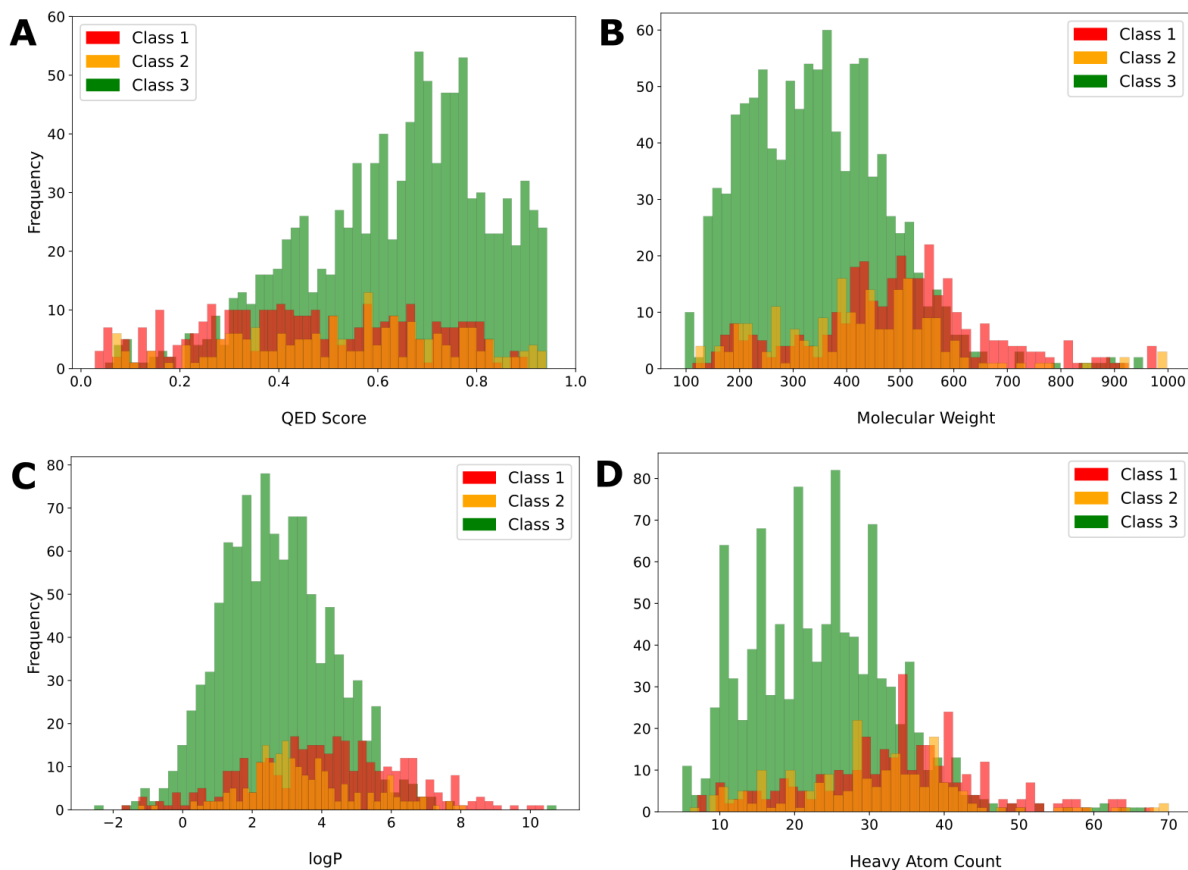 A
Class 1
Class 2
Class 3
Frequency
60
50
40
30
20
10
0
0.0 0.2 0.4 0.6 0.8 1.0
QED Score
B
Class 1
Class 2
Class 3
60
50
40
30
20
10
0
100 200 300 400 500 600 700 800 900 1000
Molecular Weight
C
Class 1
Class 2
Class 3
Frequency
80
70
60
50
40
30
20
10
0
−2 0 2 4 6 8 10
logP
D
Class 1
Class 2
Class 3
80
70
60
50
40
30
20
10
0
10 20 30 40 50 60 70
Heavy Atom Count